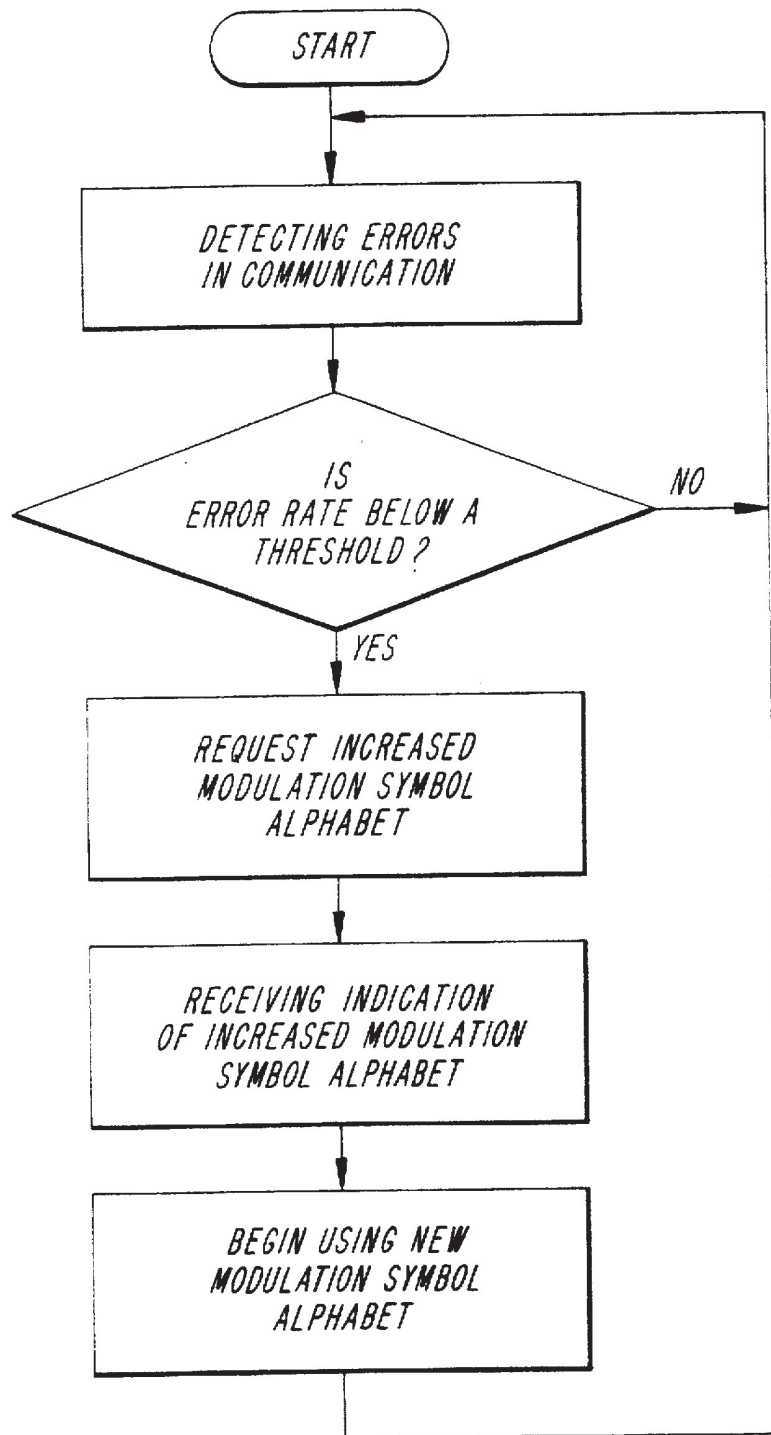 START
DETECTING ERRORS
IN COMMUNICATION
IS
ERROR RATE BELOW A
THRESHOLD?
NO
YES
REQUEST INCREASED
MODULATION SYMBOL
ALPHABET
RECEIVING INDICATION
OF INCREASED MODULATION
SYMBOL ALPHABET
BEGIN USING NEW
MODULATION SYMBOL
ALPHABET